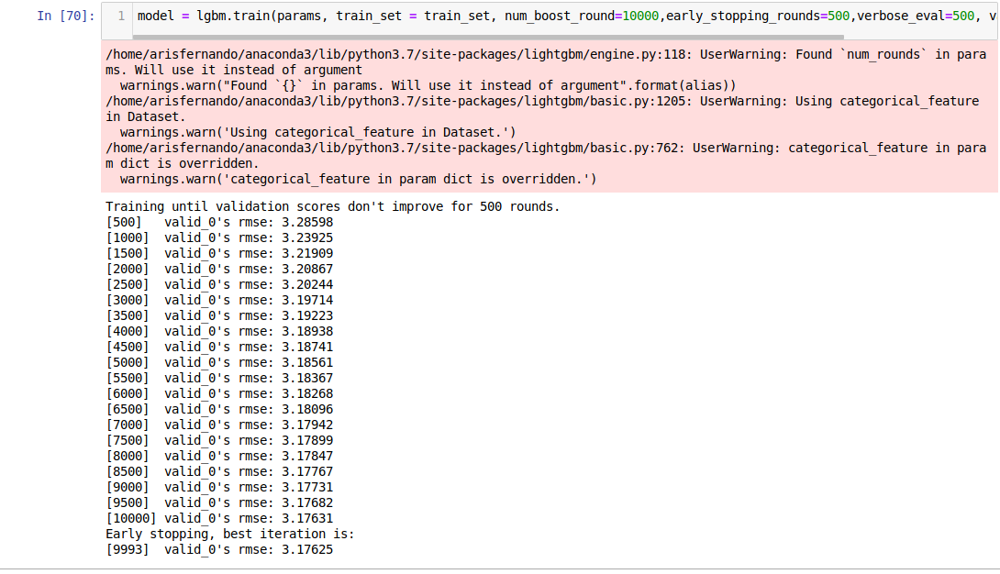 In [70]: 1 model = lgbm.train(params, train_set = train_set, num_boost_round=10000,early_stopping_rounds=500,verbose_eval=500, v
/home/arisfernando/anaconda3/lib/python3.7/site-packages/lightgbm/engine.py:118: UserWarning: Found `num_rounds` in para
ms. Will use it instead of argument
  warnings.warn("Found `{}` in params. Will use it instead of argument".format(alias))
/home/arisfernando/anaconda3/lib/python3.7/site-packages/lightgbm/basic.py:1205: UserWarning: Using categorical_feature
in Dataset.
  warnings.warn('Using categorical_feature in Dataset.')
/home/arisfernando/anaconda3/lib/python3.7/site-packages/lightgbm/basic.py:762: UserWarning: categorical_feature in para
m dict is overridden.
  warnings.warn('categorical_feature in param dict is overridden.')
Training until validation scores don't improve for 500 rounds.
[500]   valid_0's rmse: 3.28598
[1000]  valid_0's rmse: 3.23925
[1500]  valid_0's rmse: 3.21909
[2000]  valid_0's rmse: 3.20867
[2500]  valid_0's rmse: 3.20244
[3000]  valid_0's rmse: 3.19714
[3500]  valid_0's rmse: 3.19223
[4000]  valid_0's rmse: 3.18938
[4500]  valid_0's rmse: 3.18741
[5000]  valid_0's rmse: 3.18561
[5500]  valid_0's rmse: 3.18367
[6000]  valid_0's rmse: 3.18268
[6500]  valid_0's rmse: 3.18096
[7000]  valid_0's rmse: 3.17942
[7500]  valid_0's rmse: 3.17899
[8000]  valid_0's rmse: 3.17847
[8500]  valid_0's rmse: 3.17767
[9000]  valid_0's rmse: 3.17731
[9500]  valid_0's rmse: 3.17682
[10000] valid_0's rmse: 3.17631
Early stopping, best iteration is:
[9993]  valid_0's rmse: 3.17625